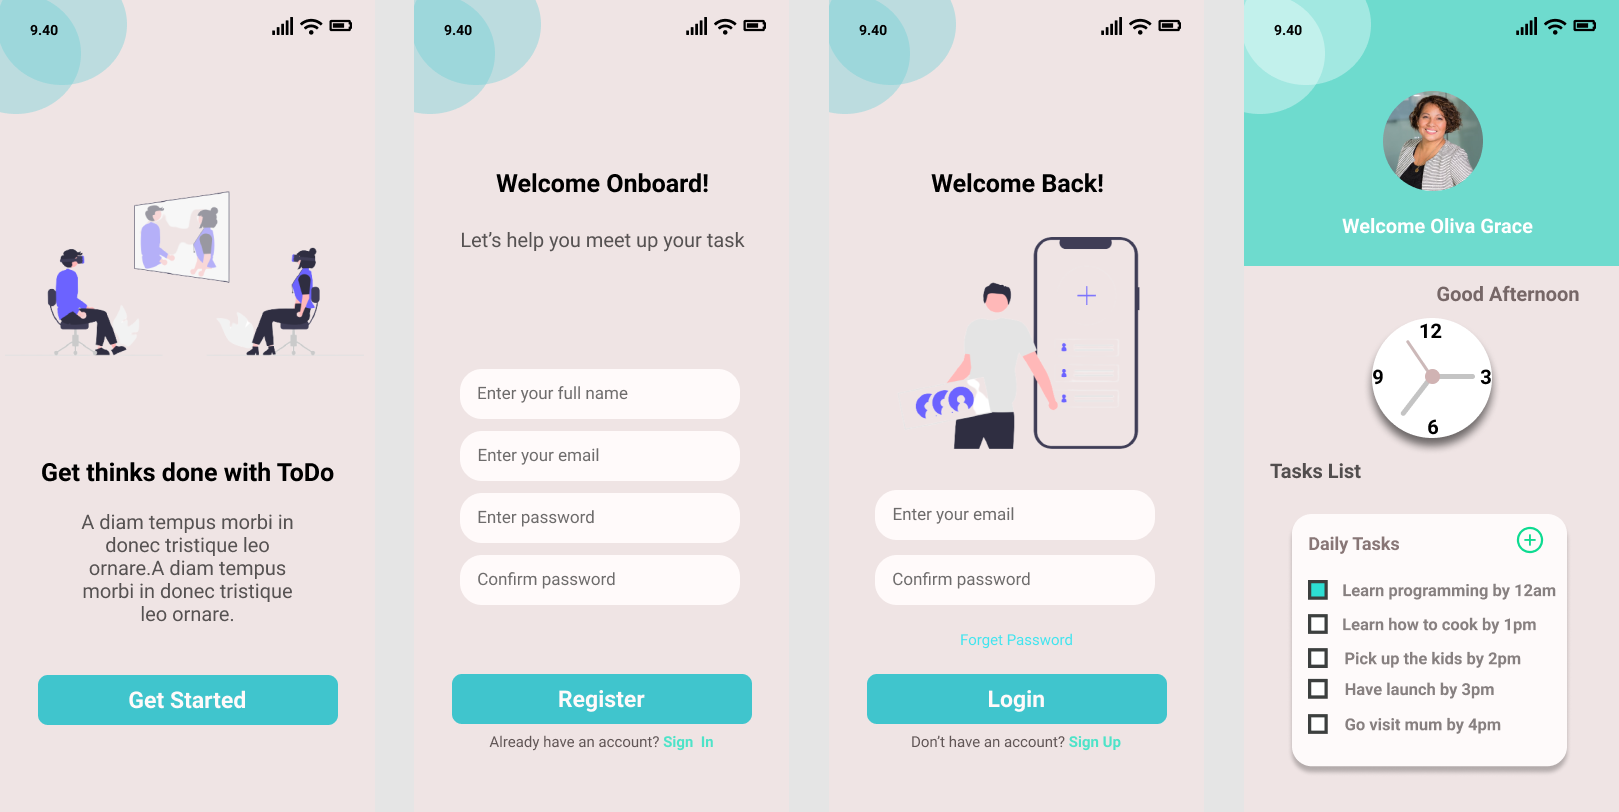 9.40
Get thinks done with ToDo
A diam tempus morbi in
donec tristique leo
ornare.A diam tempus
morbi in donec tristique
leo ornare.
Get Started
9.40
Welcome Onboard!
Let's help you meet up your task
Enter your full name
Enter your email
Enter password
Confirm password
Register
Already have an account? Sign In
9.40
Welcome Back!
Enter your email
Confirm password
Forget Password
Login
Don't have an account? Sign Up
9.40
Welcome Oliva Grace
Good Afternoon
12
9 3
6
Tasks List
Daily Tasks
Learn programming by 12am
Learn how to cook by 1pm
Pick up the kids by 2pm
Have launch by 3pm
Go visit mum by 4pm